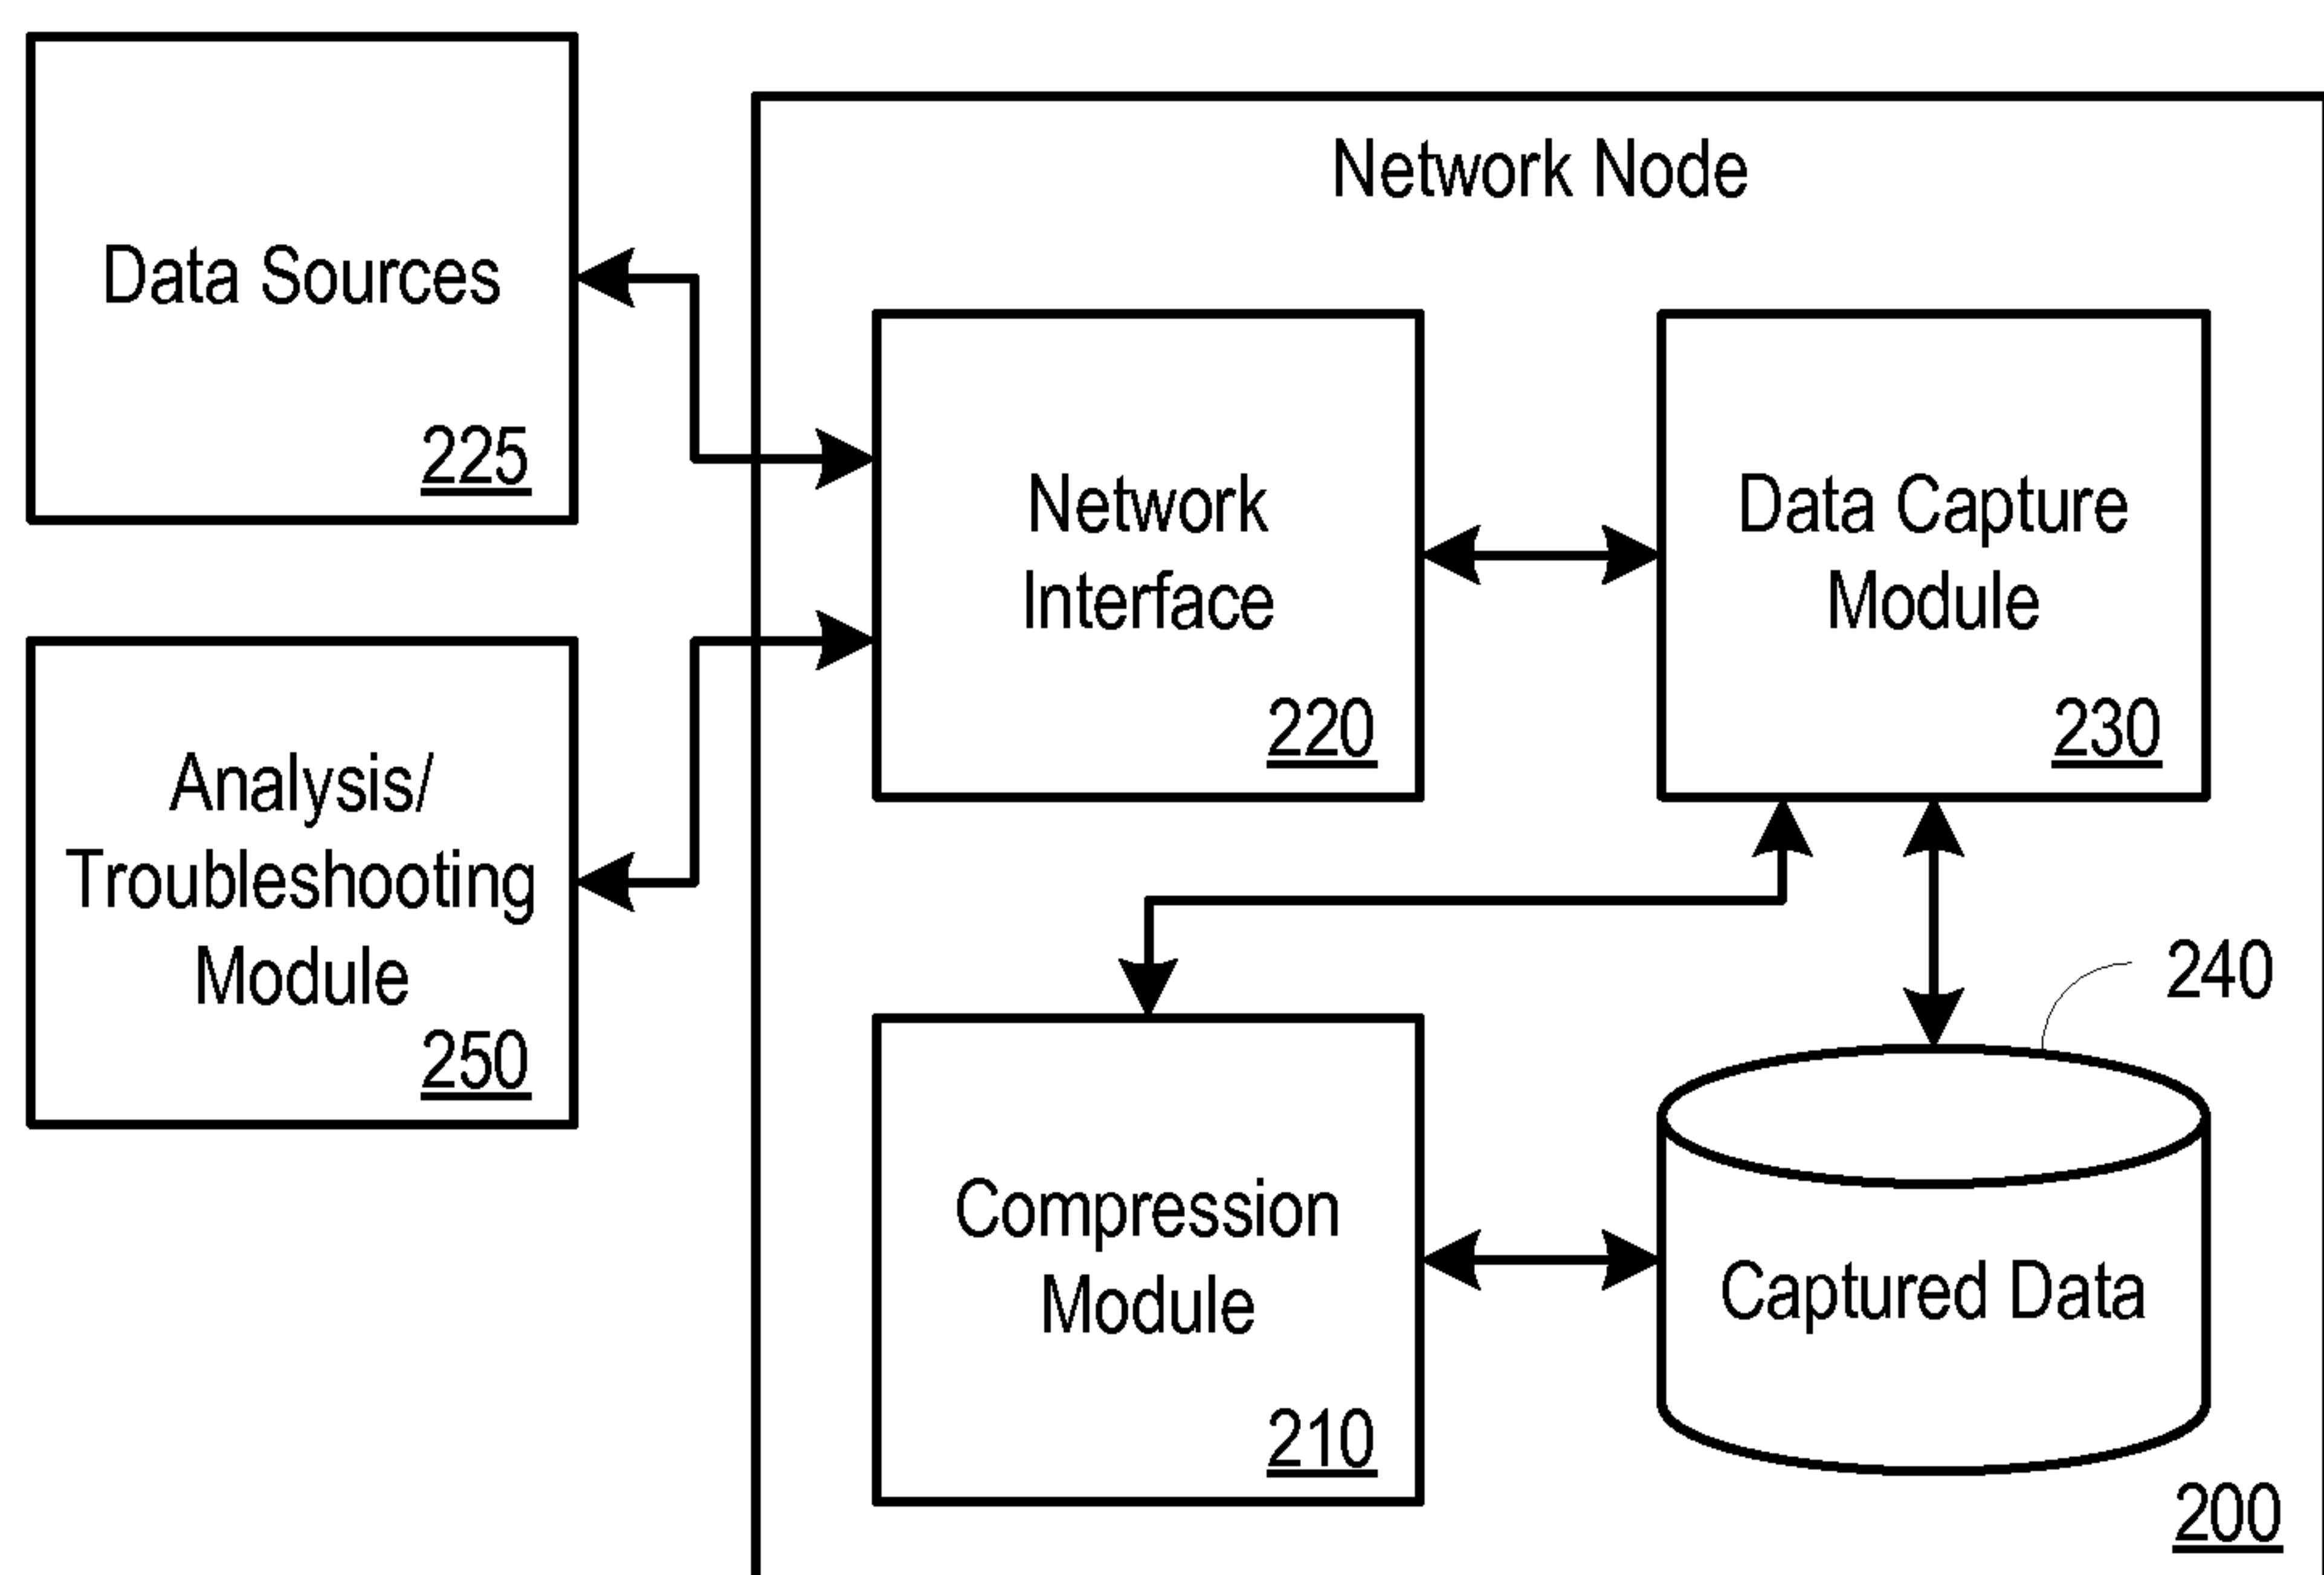 Network Node
Data Sources
225
Network
Interface
220
Data Capture
Module
230
Analysis/
Troubleshooting
Module
250
240
Compression
Module
210
Captured Data
200